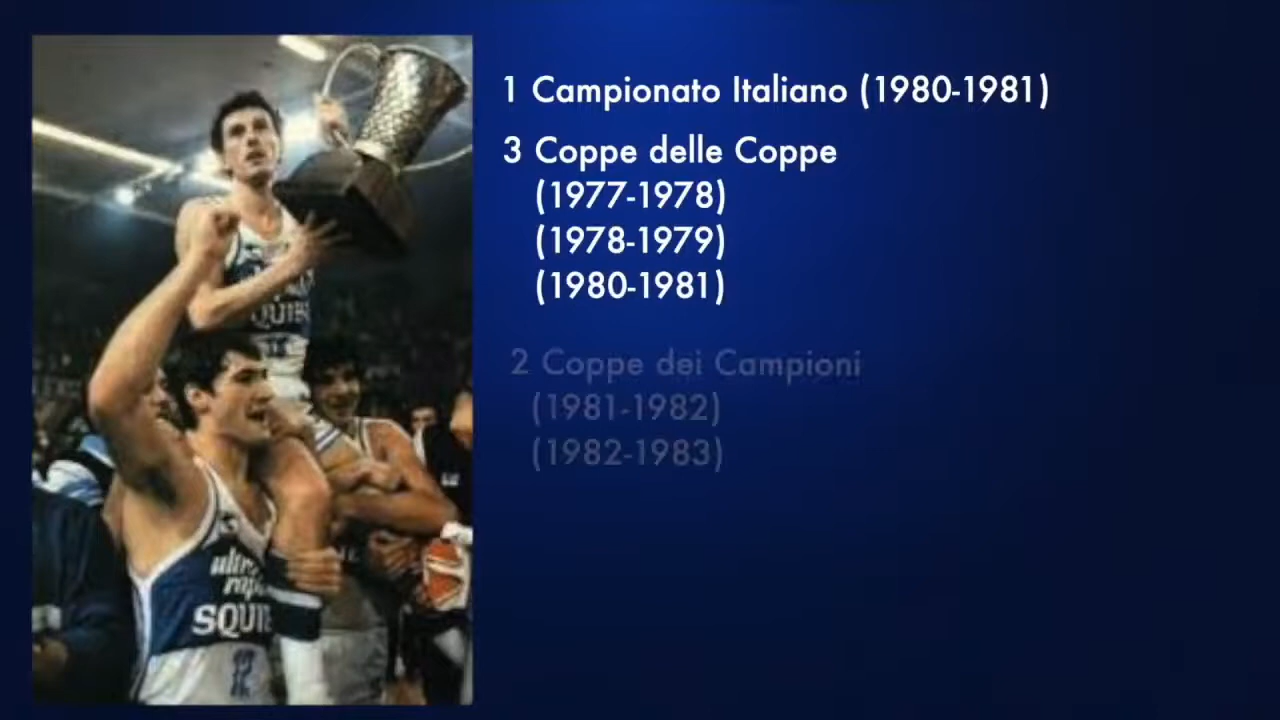 1 Campionato Italiano (1980-1981)
3 Coppe delle Coppe
(1977-1978)
(1978-1979)
(1980-1981)
2 Coppe dei Campioni
(1981-1982)
(1982-1983)
SQUIB